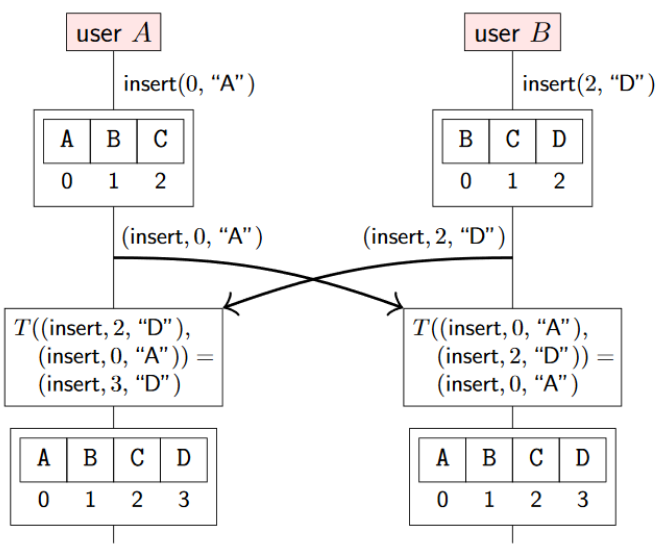 user A
user B
insert(0, “A”)
insert(2, “D”)
A B C
0 1 2
B C D
0 1 2
(insert, 0, “A”)
(insert, 2, “D”)
T((insert, 2, “D”),
(insert, 0, “A”)) =
(insert, 3, “D”)
T((insert, 0, “A”),
(insert, 2, “D”)) =
(insert, 0, “A”)
A B C D
0 1 2 3
A B C D
0 1 2 3